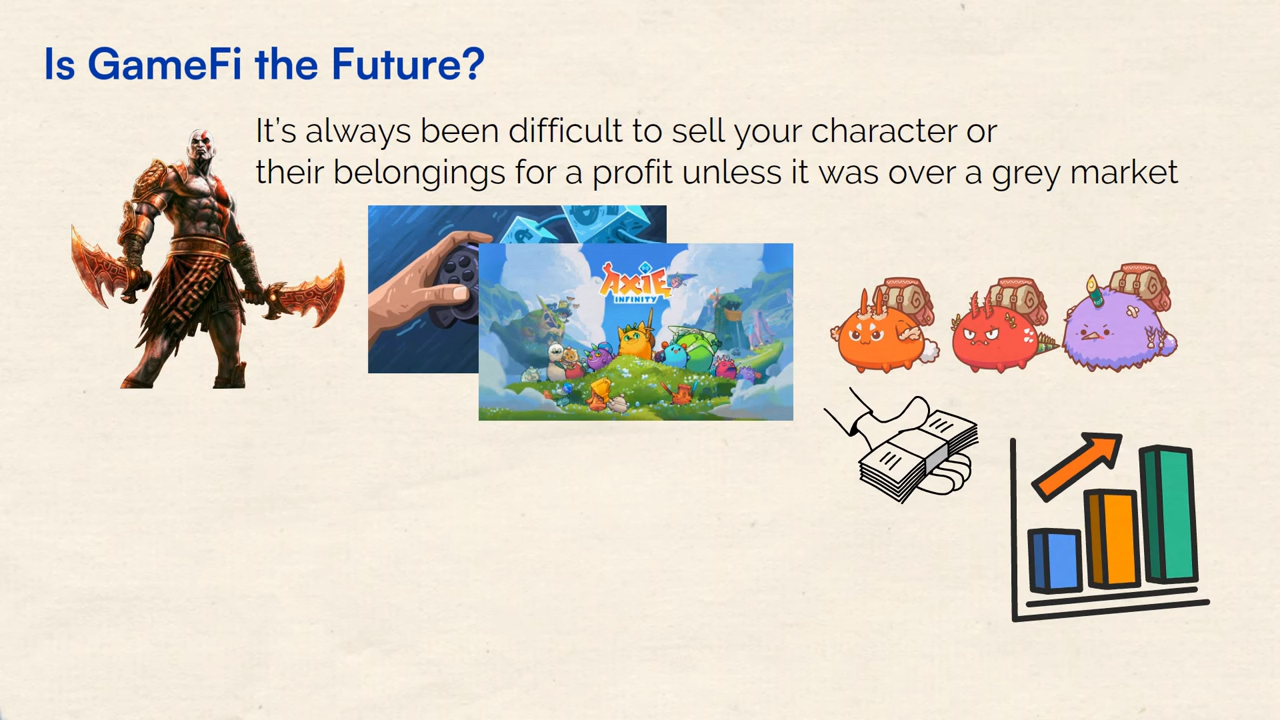 Is GameFi the Future?
It's always been difficult to sell your character or
their belongings for a profit unless it was over a grey market
AXIE
INFINITY